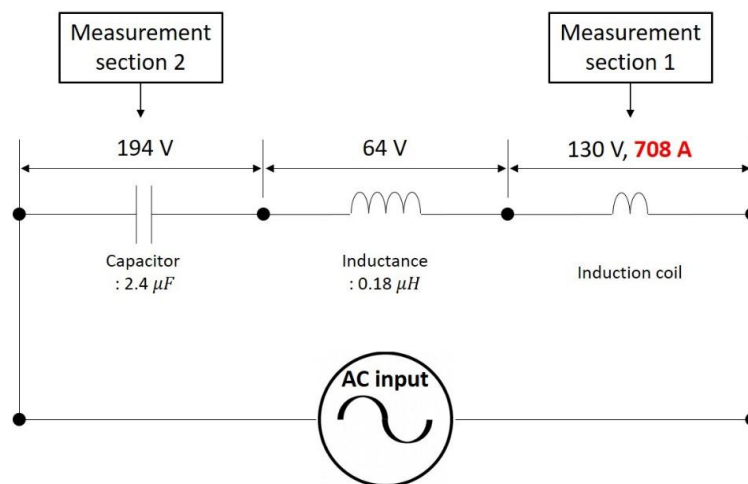 Measurement
section 2
Measurement
section 1
194 V
64 V
130 V, 708 A
Capacitor
: 2.4 μF
Inductance
: 0.18 μH
Induction coil
AC input